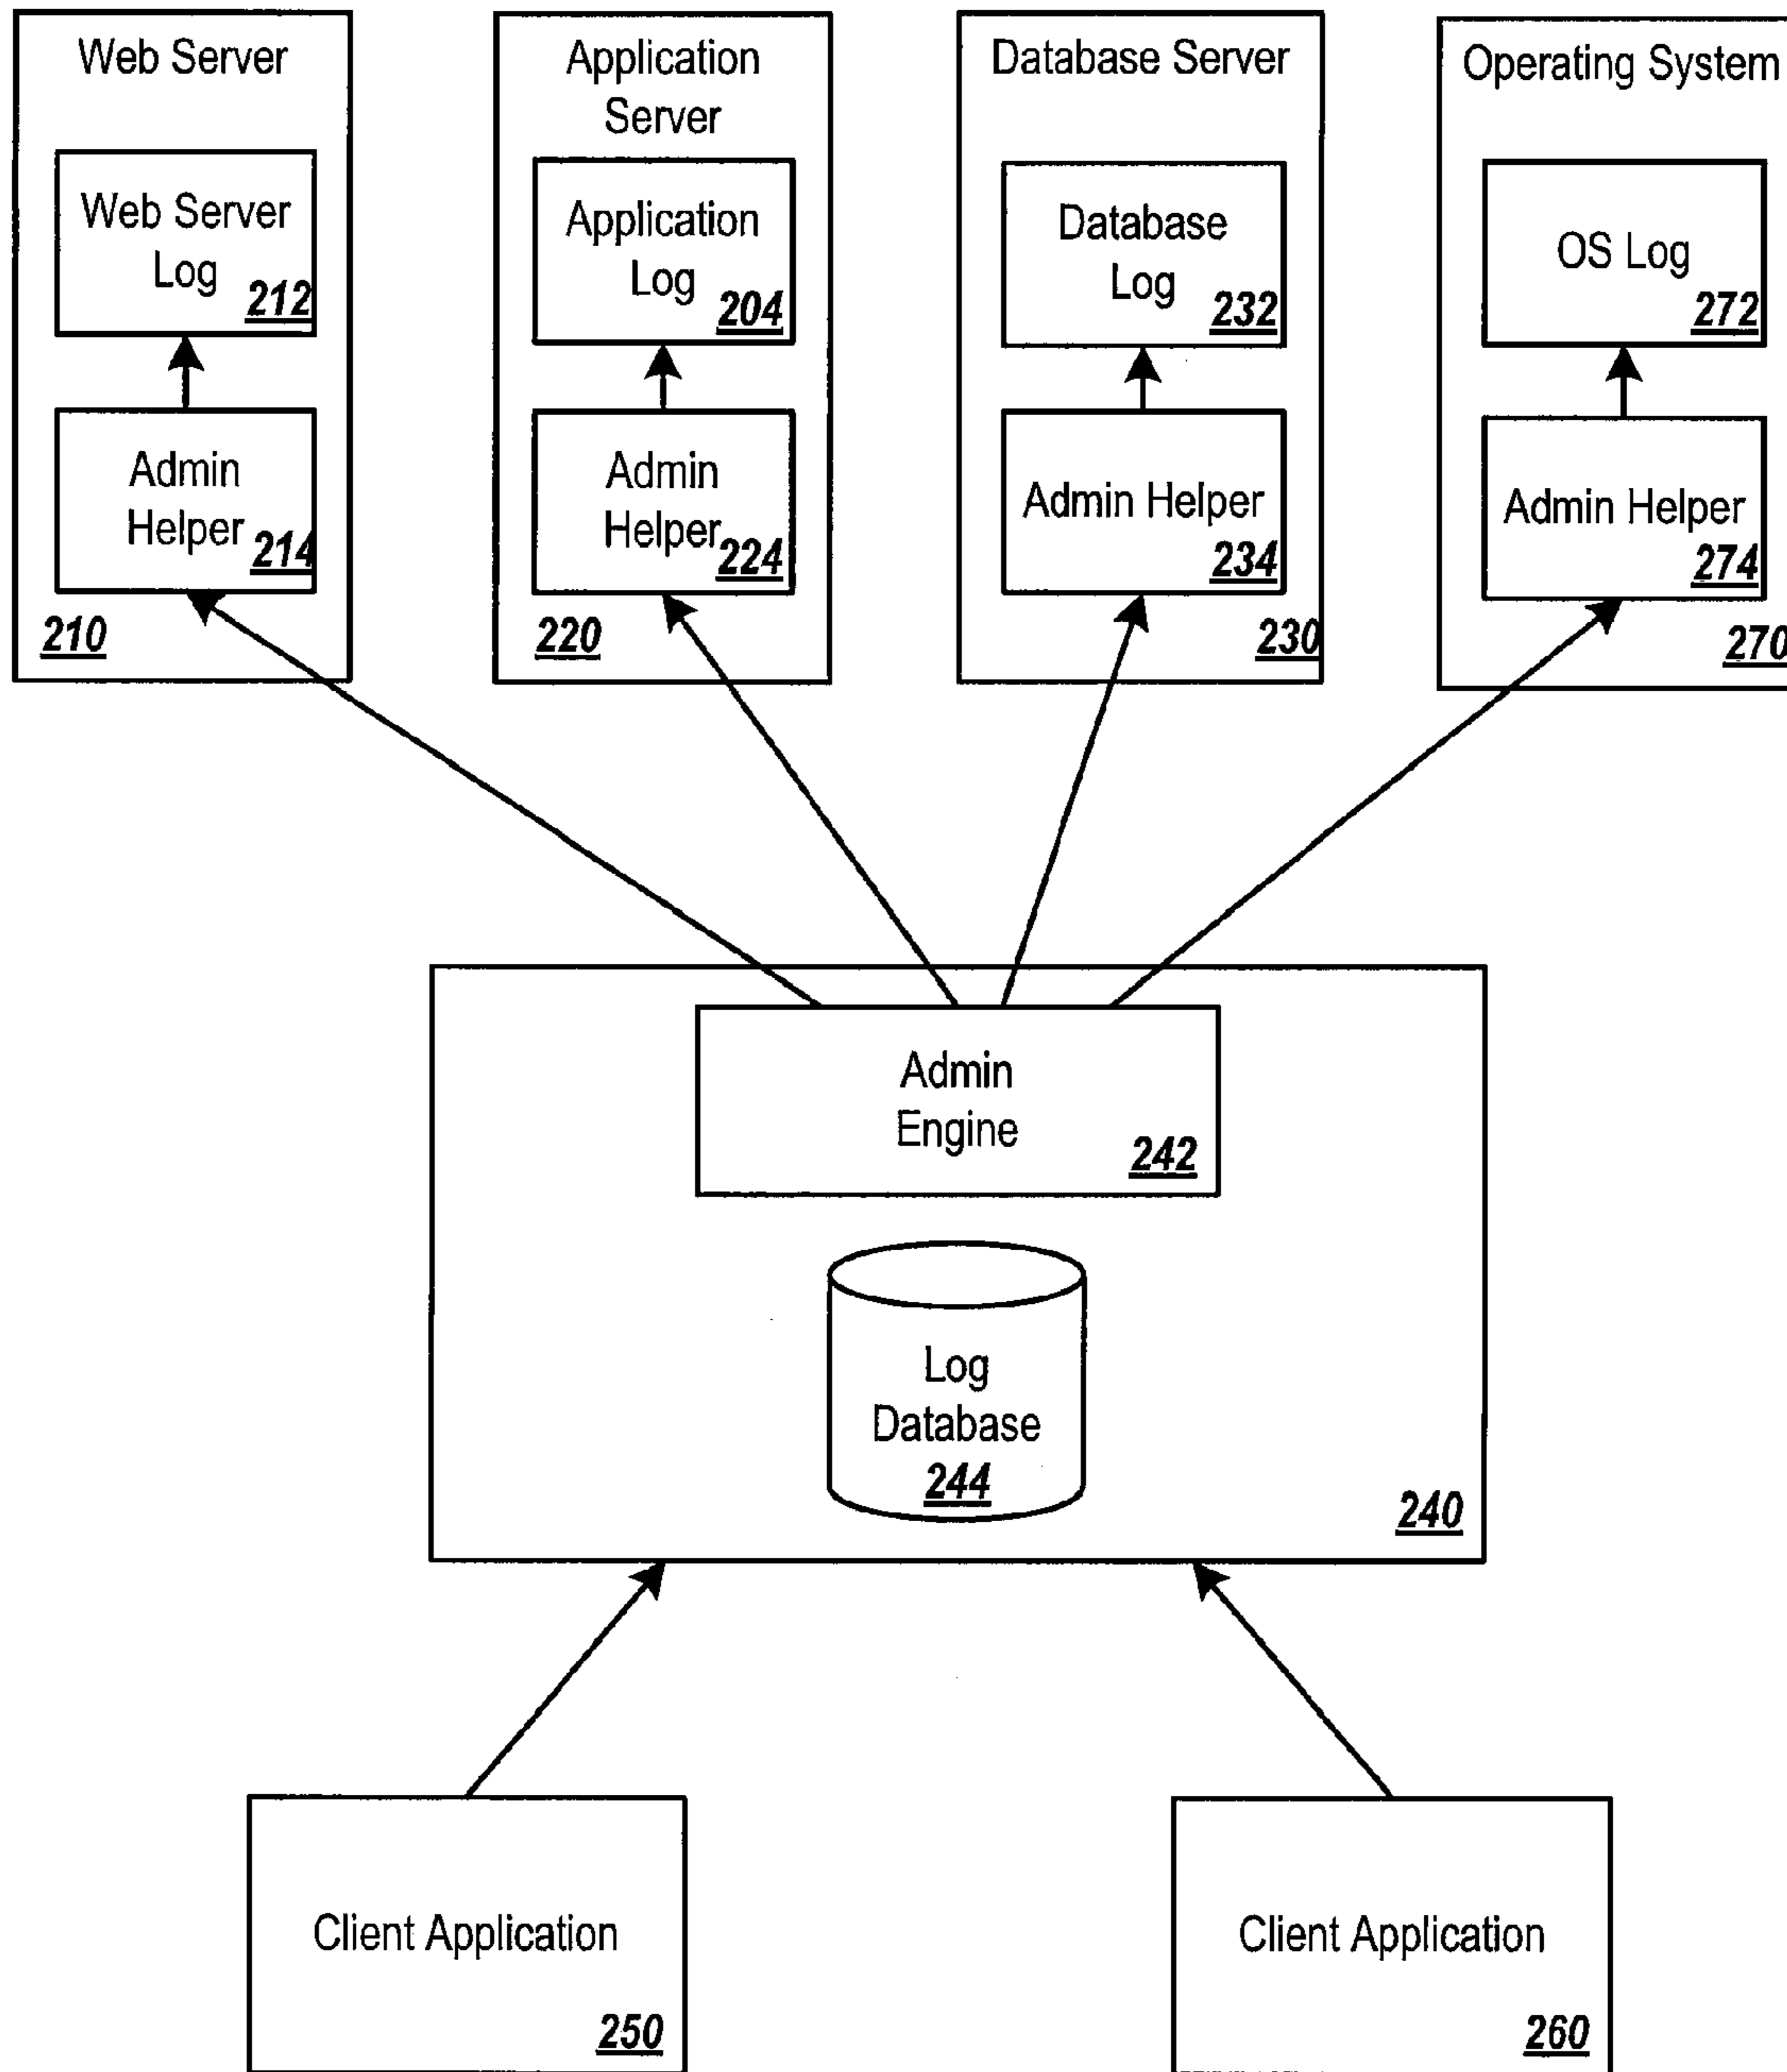 Web Server
Web Server
Log
212
Admin
Helper
214
210
Application
Server
Application
Log
204
Admin
Helper
224
220
Database Server
Database
Log
232
Admin Helper
234
230
Operating System
OS Log
272
Admin Helper
274
270
Admin
Engine
242
Log
Database
244
240
Client Application
250
Client Application
260